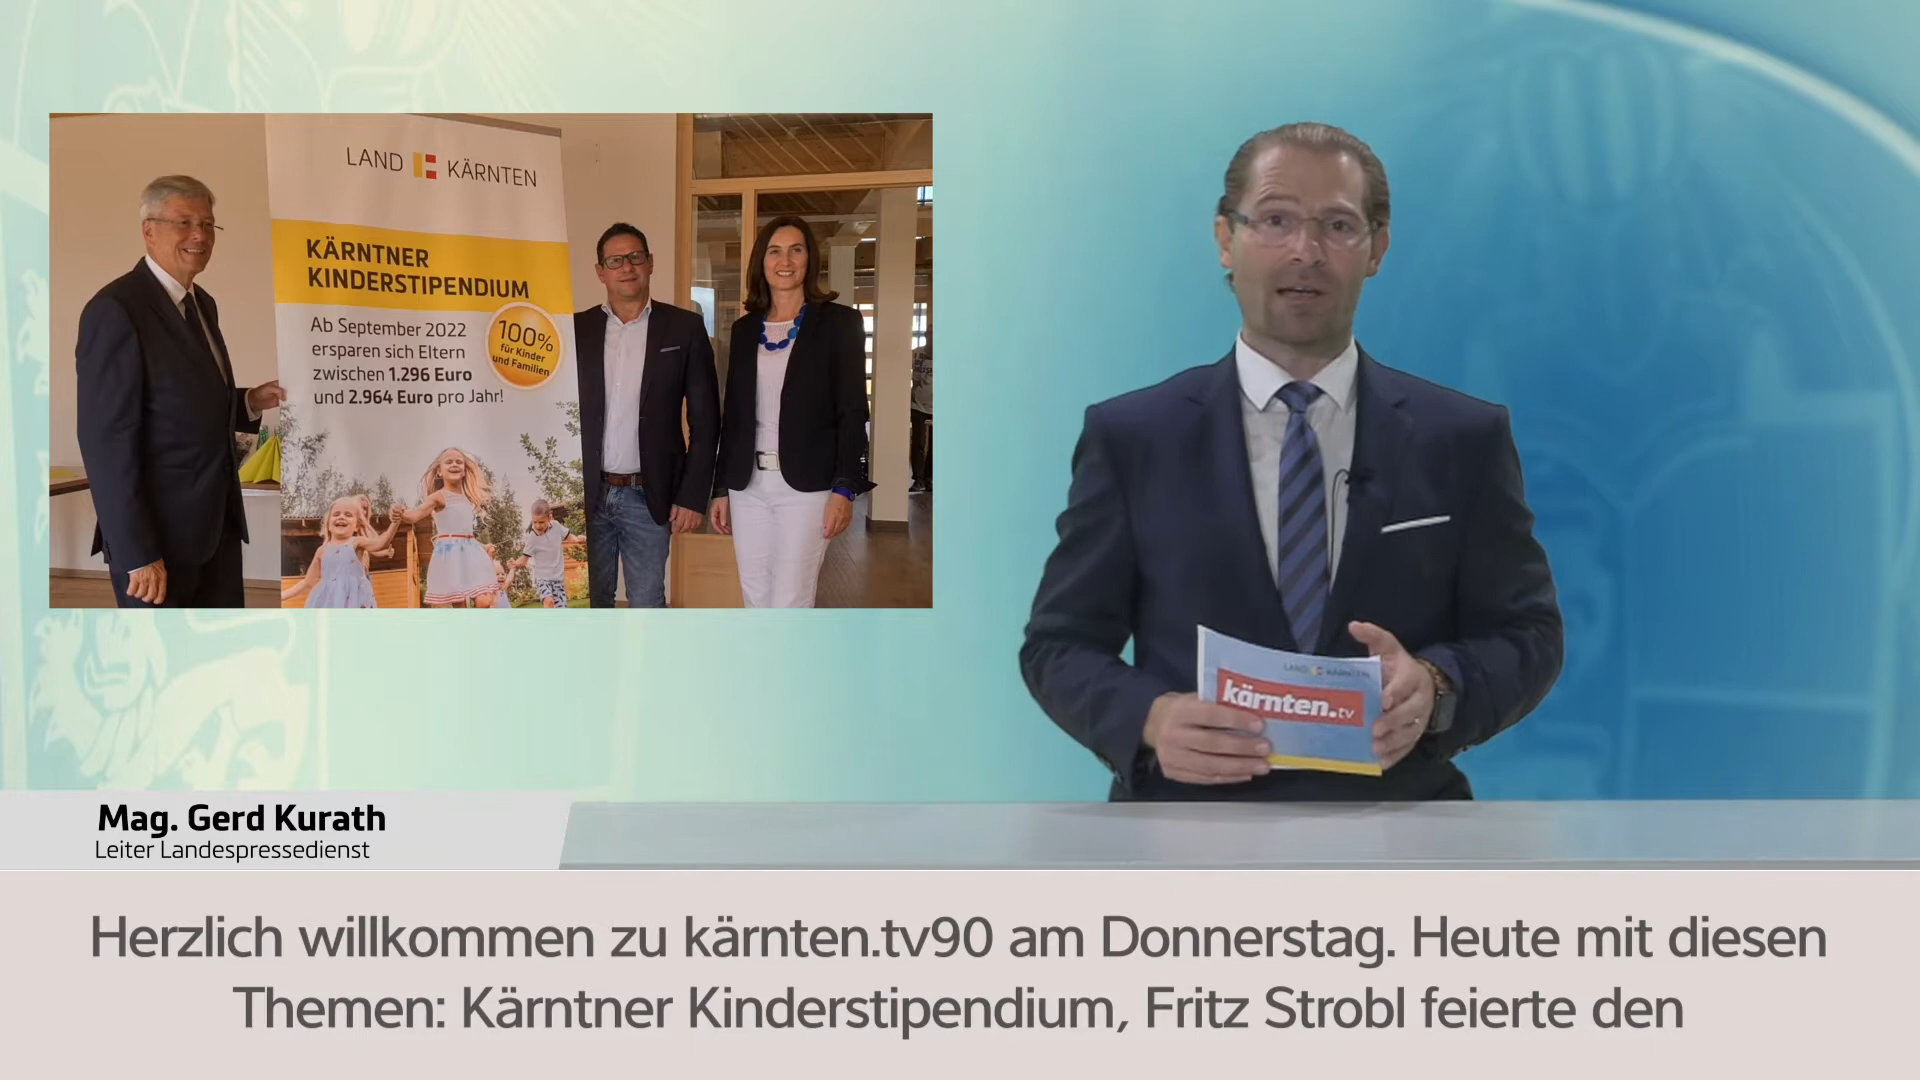 LAND KÄRNTEN
KÄRNTNER
KINDERSTIPENDIUM
Ab September 2022
ersparen sich Eltern
zwischen 1.296 Euro
und 2.964 Euro pro Jahr!
100%
für Kinder
und Familien
LAND KÄRNTEN
kärnten.tv
Mag. Gerd Kurath
Leiter Landespressedienst
Herzlich willkommen zu kärnten.tv90 am Donnerstag. Heute mit diesen
Themen: Kärntner Kinderstipendium, Fritz Strobl feierte den